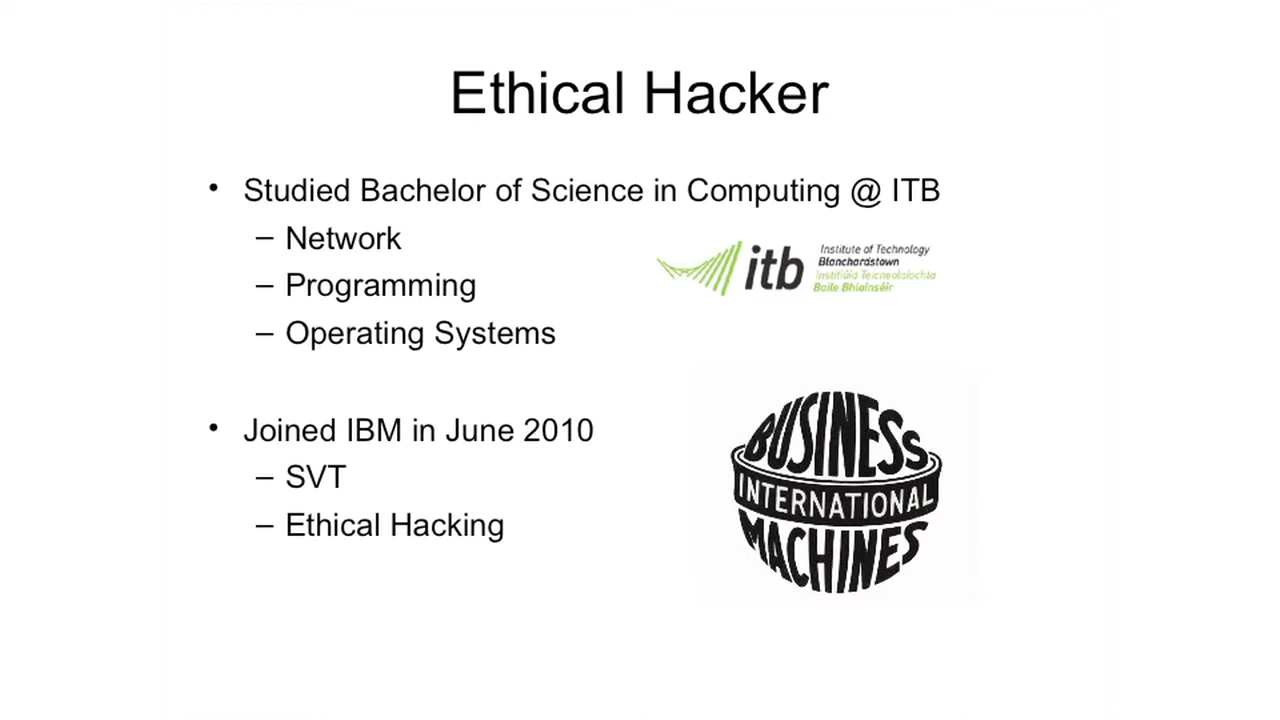 Ethical Hacker
• Studied Bachelor of Science in Computing @ ITB
– Network
– Programming
– Operating Systems
itb
Institute of Technology
Blanchardstown
Institiúid Teicneolaíochta
Baile Bhlainséir
• Joined IBM in June 2010
– SVT
– Ethical Hacking
BUSINESS
INTERNATIONAL
MACHINES